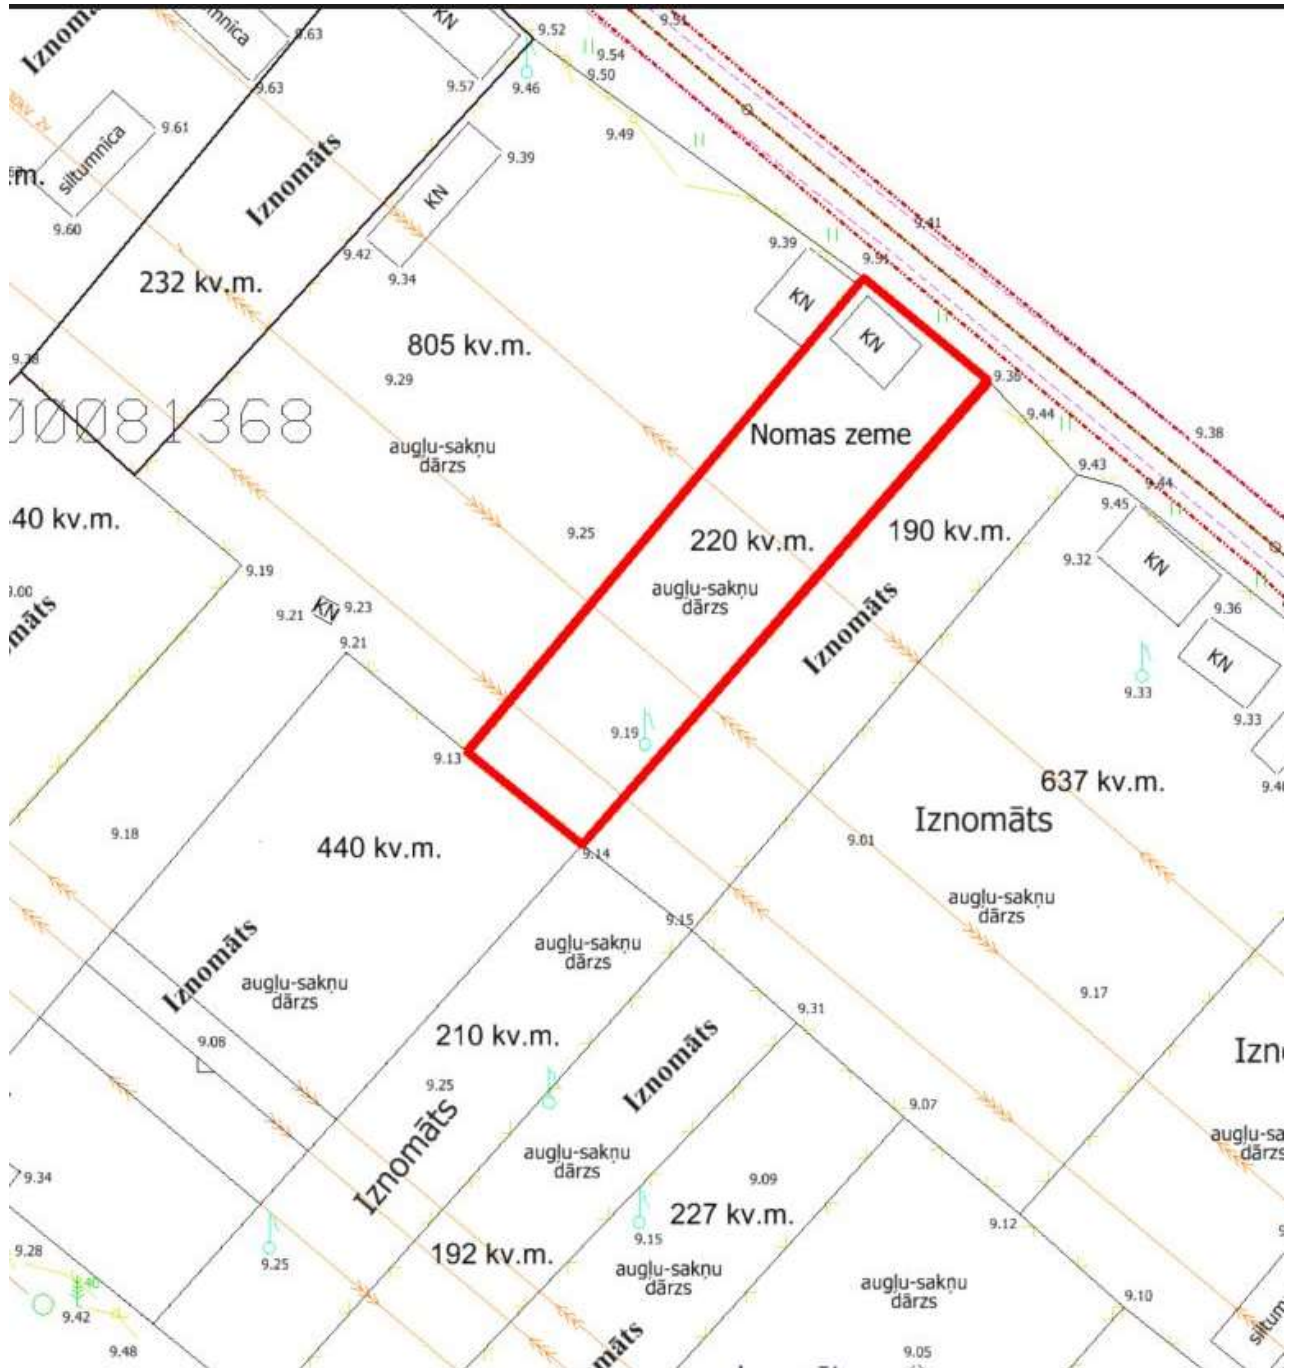 9.51
9.52
KN
9.63
9.54
9.50
9.57
9.46
9.63
9.61
siltumnica
9.60
Iznomāts
9.49
9.39
KN
9.42
9.34
232 kv.m.
9.41
9.39
KN
KN
805 kv.m.
9.29
9.36
9.44
9.38
00081368
augļu-sakņu
dārzs
Nomas zeme
9.43
9.44
9.45
40 kv.m.
9.25
220 kv.m.
190 kv.m.
9.32
KN
9.19
augļu-sakņu
dārzs
Iznomāts
9.21
KN
9.23
9.21
9.36
KN
9.33
9.33
9.19
9.13
637 kv.m.
Iznomāts
9.18
440 kv.m.
9.14
9.01
augļu-sakņu
dārzs
9.15
Iznomāts
augļu-sakņu
dārzs
augļu-sakņu
dārzs
9.17
9.31
9.08
210 kv.m.
Iznomāts
9.25
Iznomāts
9.07
augļu-sakņu
dārzs
9.34
9.09
227 kv.m.
9.12
9.15
192 kv.m.
9.28
9.25
augļu-sakņu
dārzs
augļu-sakņu
dārzs
40
9.42
9.10
9.48
9.05